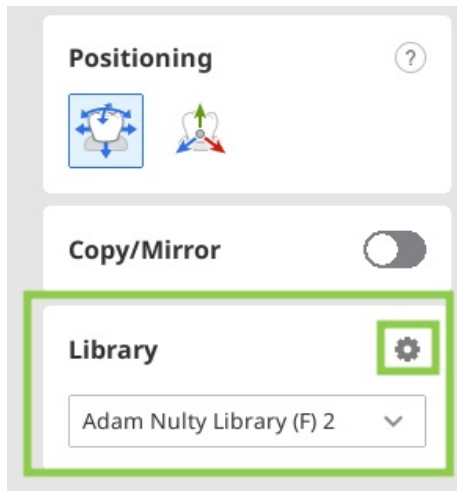 Positioning
?
Copy/Mirror
Library
Adam Nulty Library (F) 2